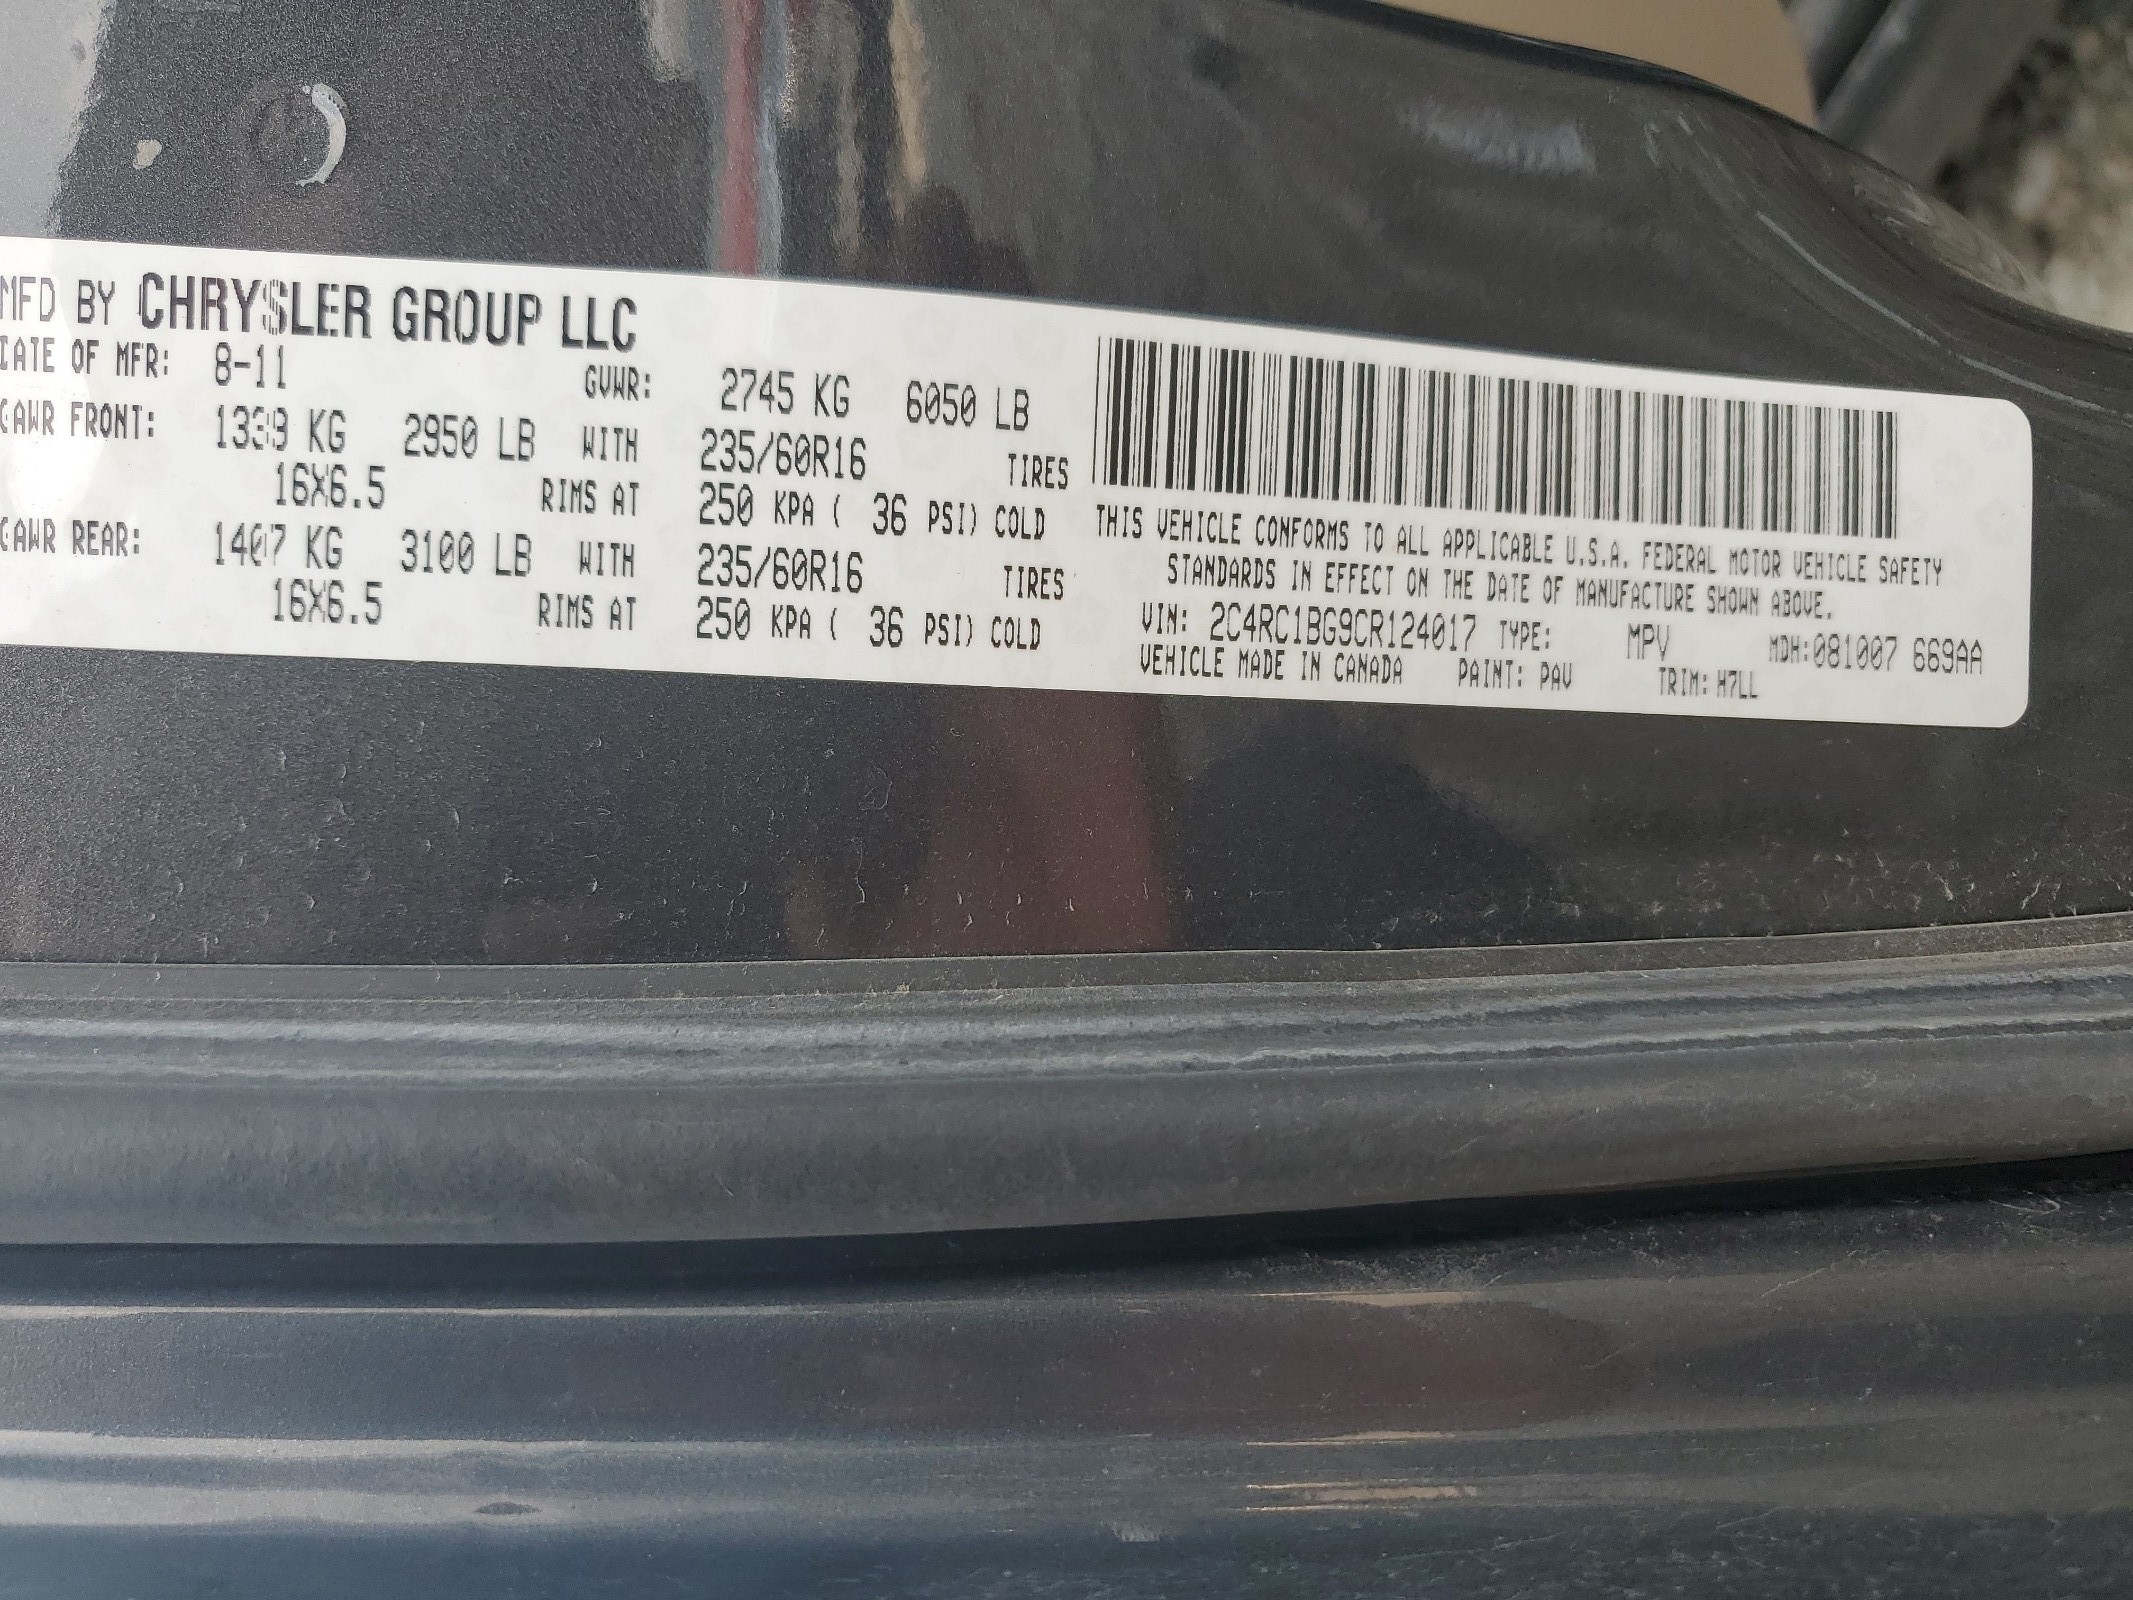 MFD BY CHRYSLER GROUP LLC
DATE OF MFR: 8-11 GVWR: 2745 KG 6050 LB
GAWR FRONT: 1339 KG 2950 LB WITH 235/60R16 TIRES
16X6.5 RIMS AT 250 KPA ( 36 PSI) COLD
GAWR REAR: 1407 KG 3100 LB WITH 235/60R16 TIRES
16X6.5 RIMS AT 250 KPA ( 36 PSI) COLD
THIS VEHICLE CONFORMS TO ALL APPLICABLE U.S.A. FEDERAL MOTOR VEHICLE SAFETY
STANDARDS IN EFFECT ON THE DATE OF MANUFACTURE SHOWN ABOVE.
VIN: 2C4RC1BG9CR124017 TYPE: MPV MDH:081007 669AA
VEHICLE MADE IN CANADA PAINT: PAV TRIM: H7LL